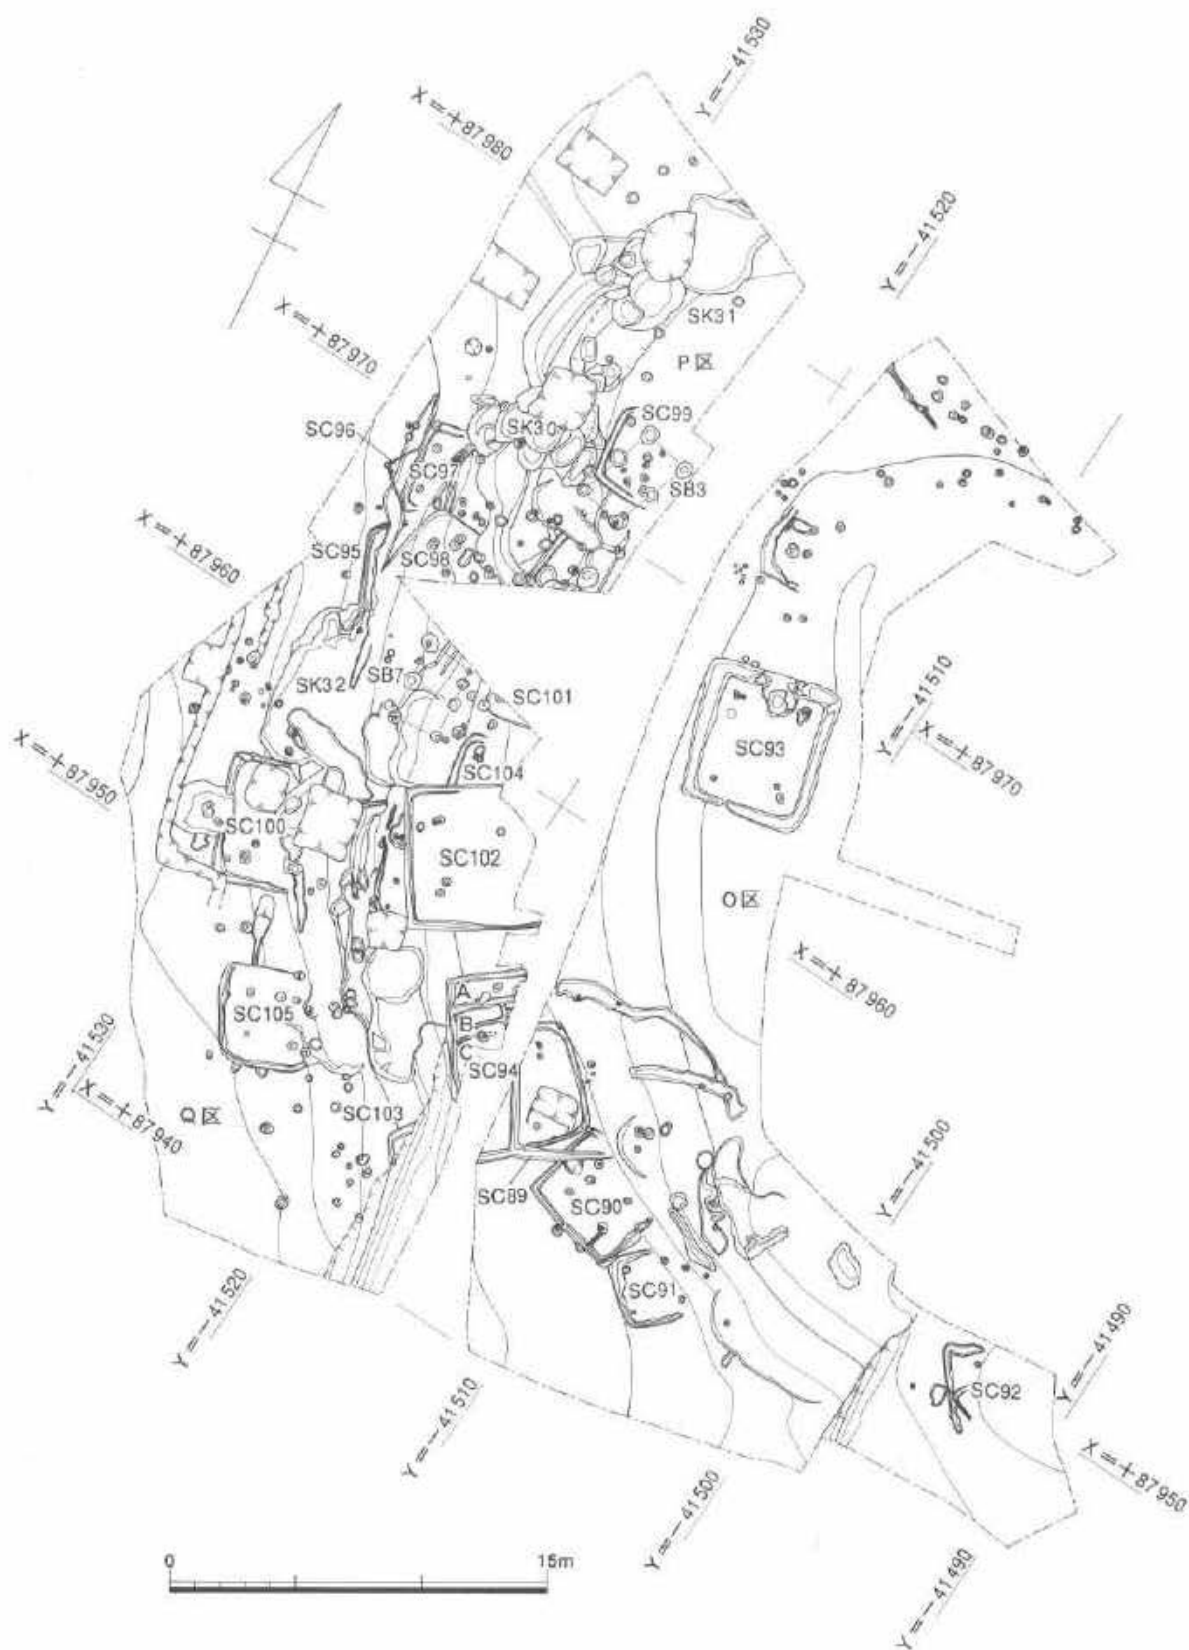 Y=-41530
X=+87980
Y=-41520
X=+87970
SK31
P区
SC99
SC96
SK30
SC97
SB3
X=+87960
SC95
SC98
Y=-41510
SB7
SK32
SC101
SC93
X=+87970
X=+87950
SC104
SC100
SC102
O区
X=+87960
A
SC105
B
Y=-41530
C
SC94
X=+87940
Q区
SC103
Y=-41500
SC89
SC90
SC91
Y=-41520
Y=-41490
SC92
Y=-41510
X=+87950
Y=-41500
0 15m
Y=-41490